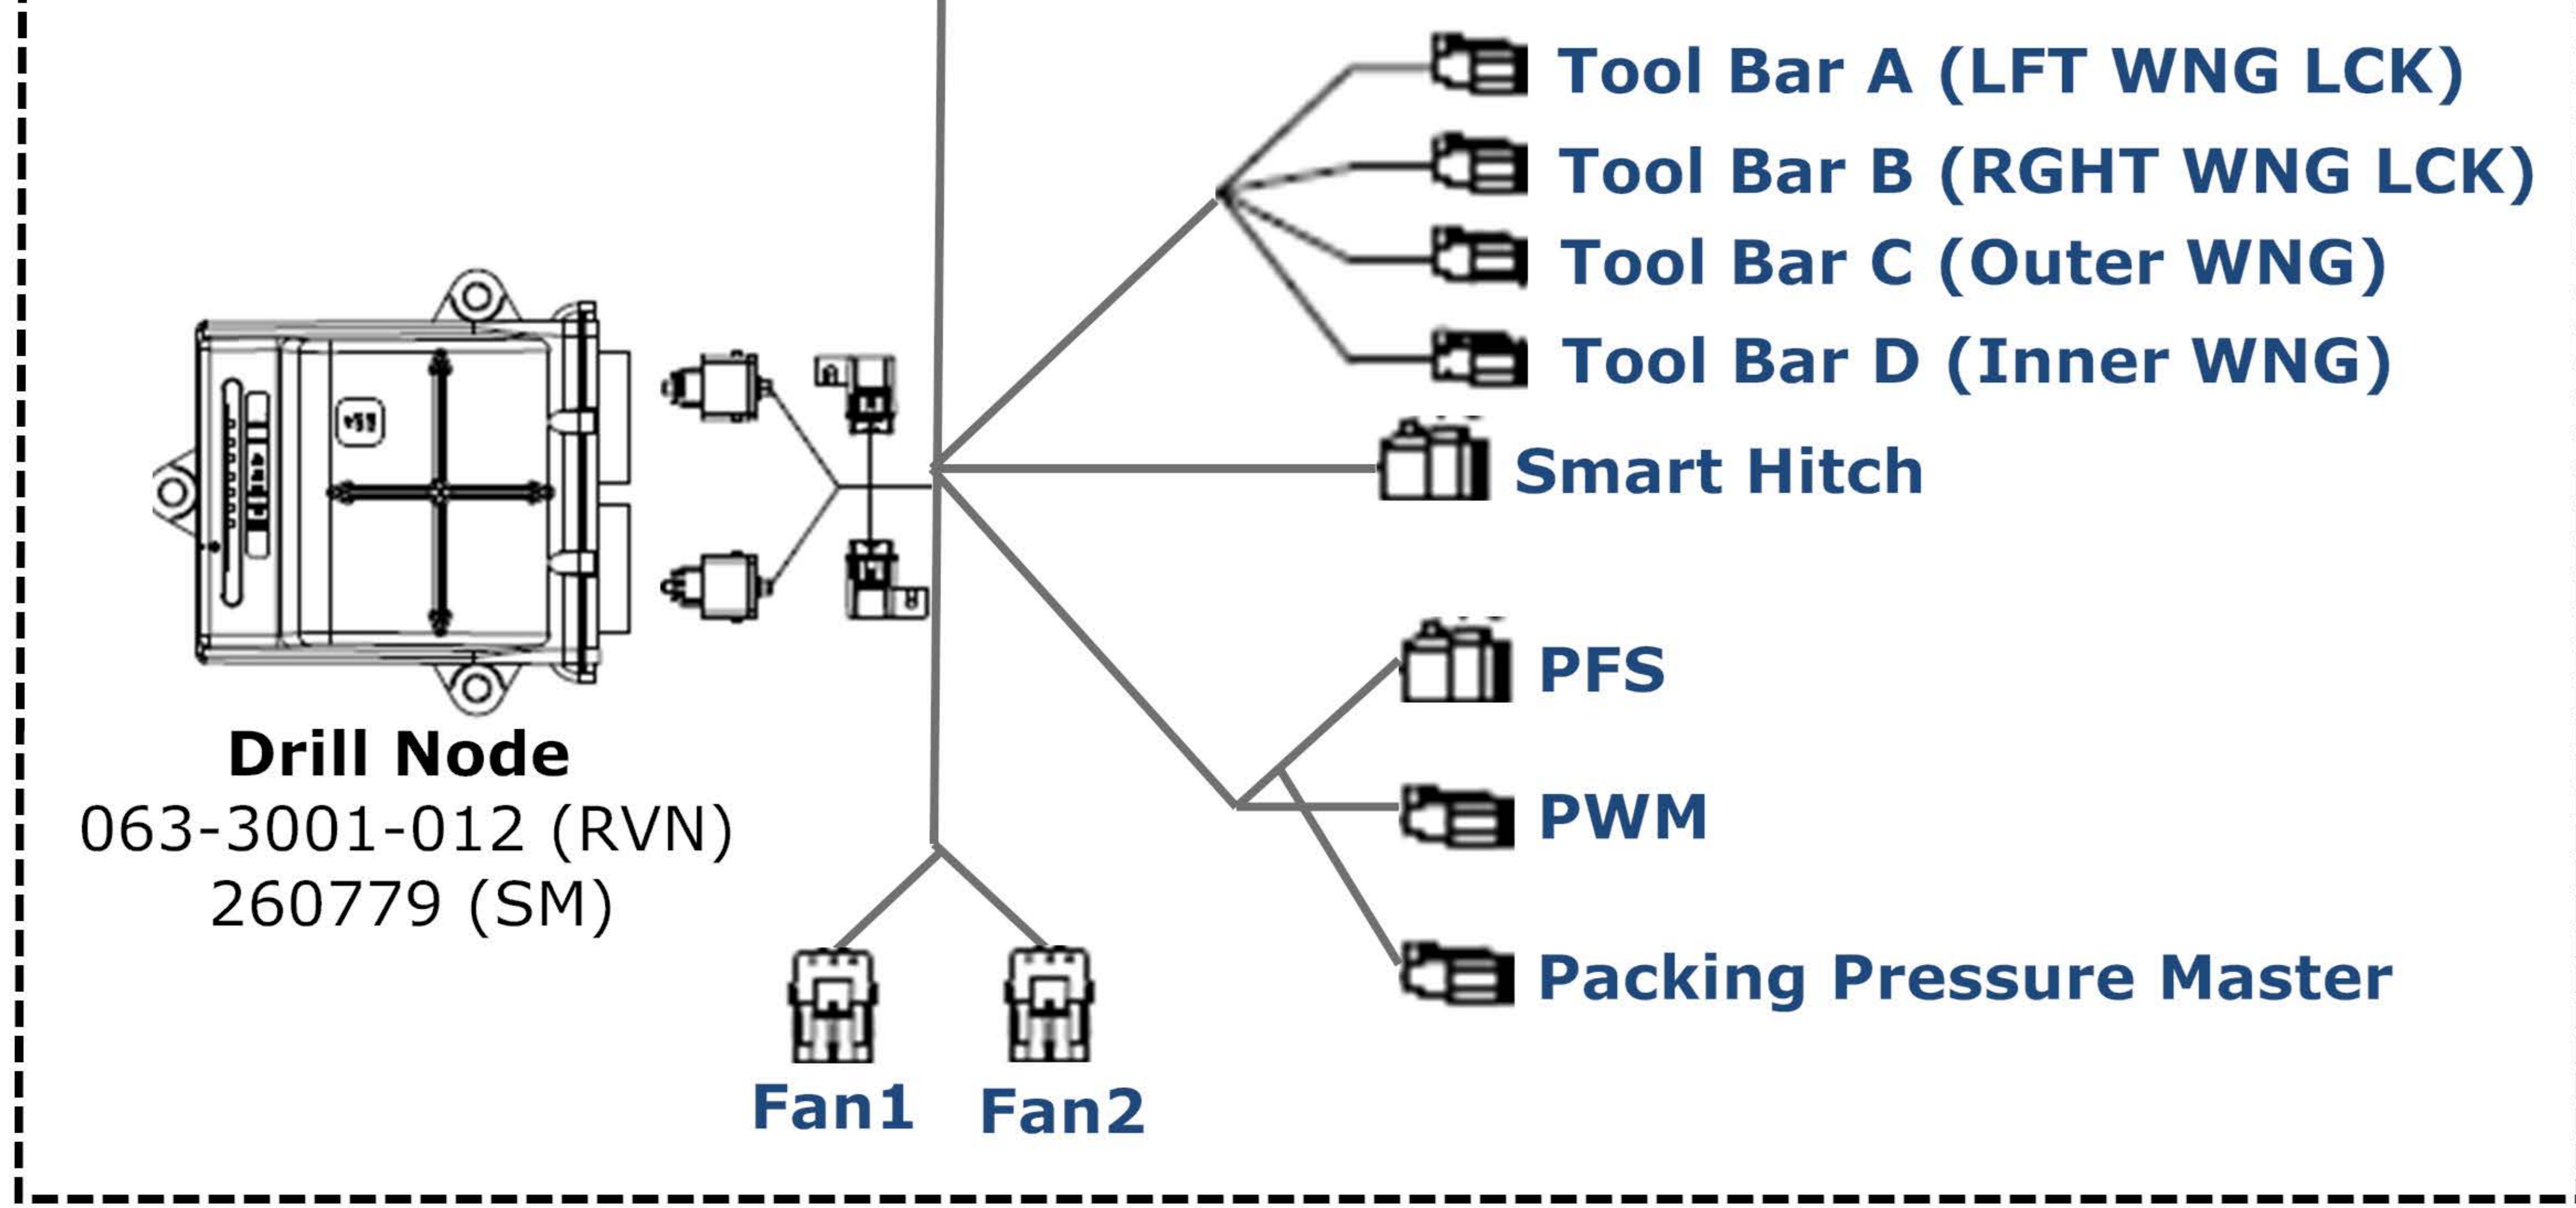 Tool Bar A (LFT WNG LCK)
Tool Bar B (RGHT WNG LCK)
Tool Bar C (Outer WNG)
Tool Bar D (Inner WNG)
Smart Hitch
PFS
PWM
Packing Pressure Master
Drill Node
063-3001-012 (RVN)
260779 (SM)
Fan1
Fan2